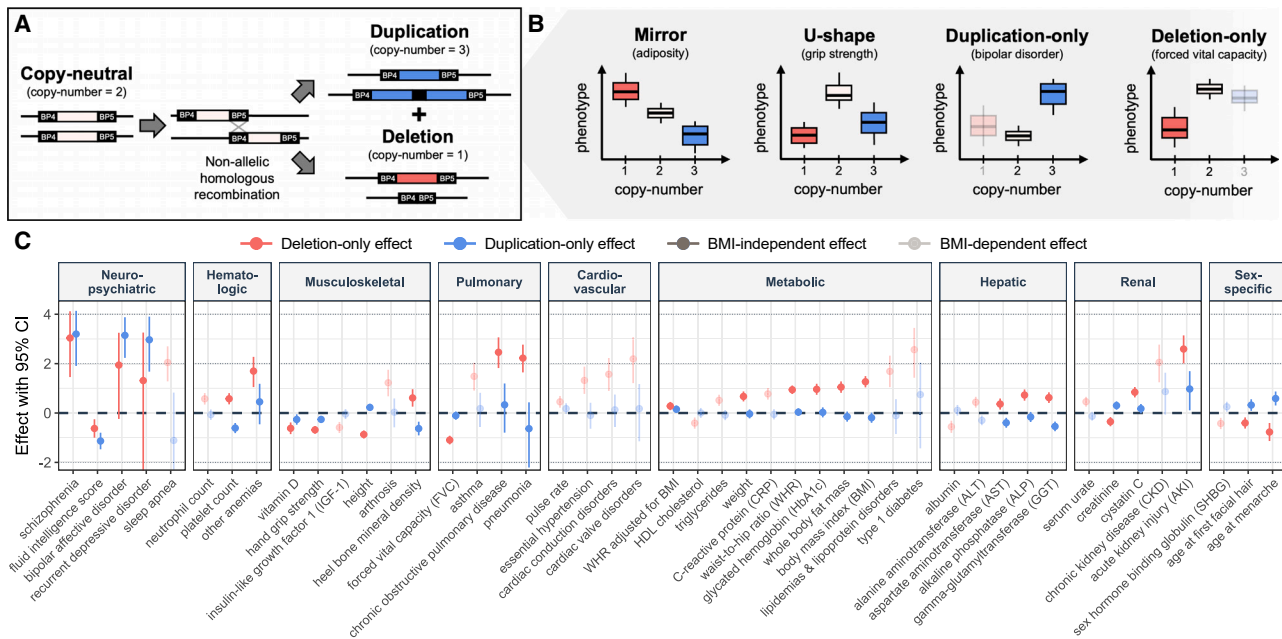 A
Copy-neutral
(copy-number = 2)
BP4 BP5
BP4 BP5
BP4 BP5
BP4 BP5
Non-allelic
homologous
recombination
Duplication
(copy-number = 3)
BP4 BP5
BP4 BP5
+
Deletion
(copy-number = 1)
BP4 BP5
BP4 BP5
B
Mirror
(adiposity)
phenotype
1 2 3
copy-number
U-shape
(grip strength)
phenotype
1 2 3
copy-number
Duplication-only
(bipolar disorder)
phenotype
1 2 3
copy-number
Deletion-only
(forced vital capacity)
phenotype
1 2 3
copy-number
C
Deletion-only effect Duplication-only effect BMI-independent effect BMI-dependent effect
Neuro-
psychiatric
Hemato-
logic
Musculoskeletal
Pulmonary
Cardio-
vascular
Metabolic
Hepatic
Renal
Sex-
specific
Effect with 95% CI
4
2
0
-2
schizophrenia
fluid intelligence score
bipolar affective disorder
recurrent depressive disorder
sleep apnea
neutrophil count
platelet count
other anemias
vitamin D
hand grip strength
insulin-like growth factor 1 (IGF-1)
height
arthrosis
heel bone mineral density
forced vital capacity (FVC)
asthma
chronic obstructive pulmonary disease
pneumonia
pulse rate
essential hypertension
cardiac conduction disorders
cardiac valve disorders
WHR adjusted for BMI
HDL cholesterol
triglycerides
weight
C-reactive protein (CRP)
waist-to-hip ratio (WHR)
glycated hemoglobin (HbA1c)
whole body fat mass
body mass index (BMI)
lipidemias & lipoprotein disorders
type 1 diabetes
albumin
alanine aminotransferase (ALT)
aspartate aminotransferase (AST)
alkaline phosphatase (ALP)
gamma-glutamyltransferase (GGT)
serum urate
creatinine
cystatin C
chronic kidney disease (CKD)
acute kidney injury (AKI)
sex hormone binding globulin (SHBG)
age at first facial hair
age at menarche